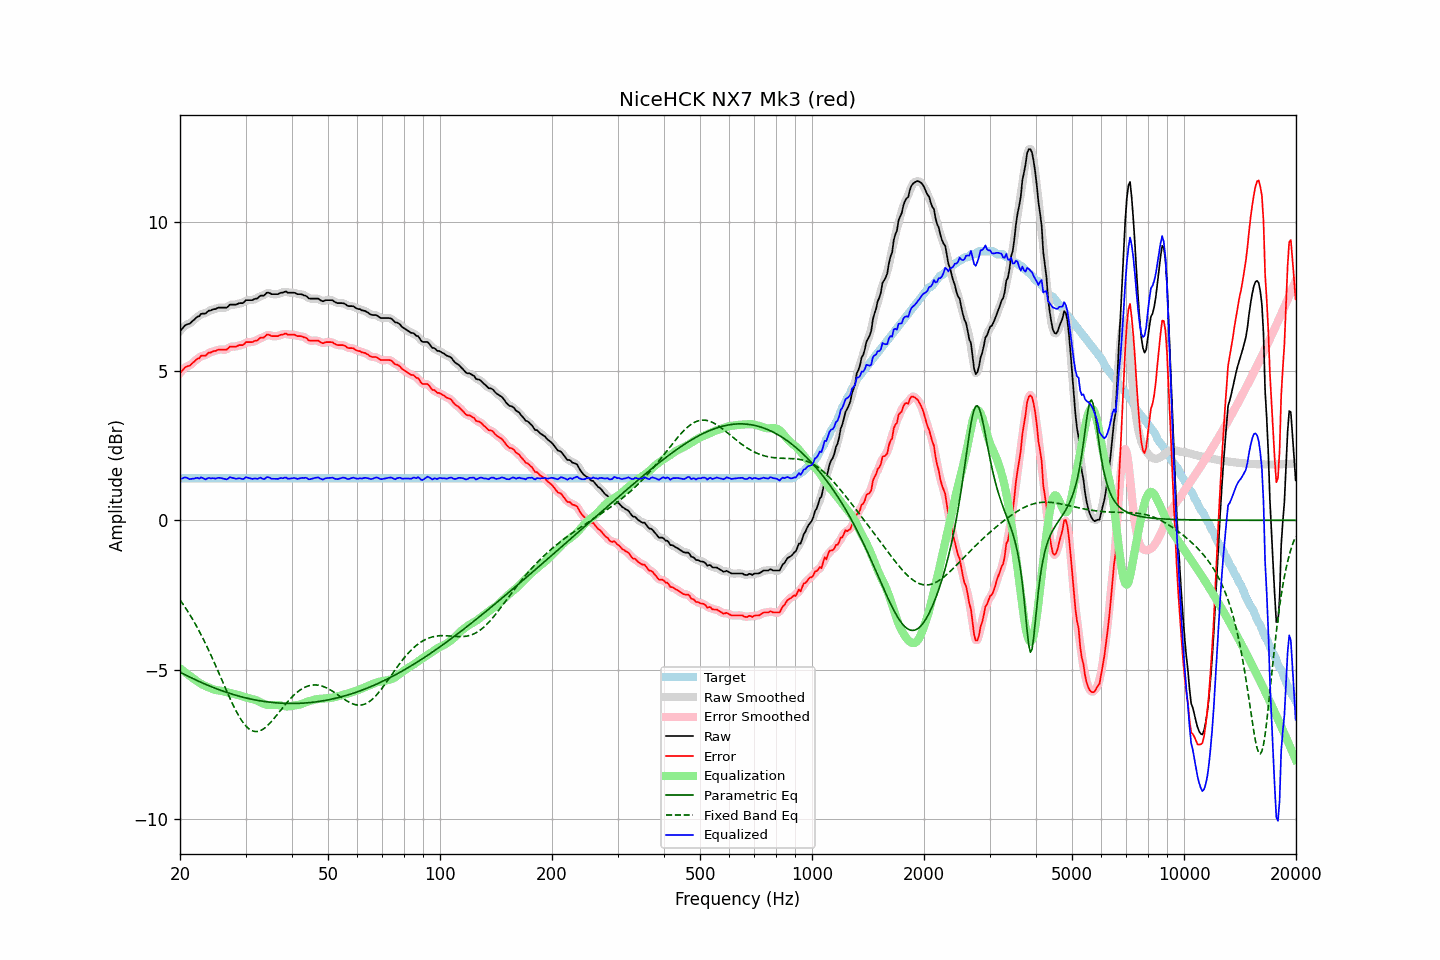 NiceHCK NX7 Mk3 (red)
Amplitude (dBr)
10
5
0
−5
−10
Target
Raw Smoothed
Error Smoothed
Raw
Error
Equalization
Parametric Eq
Fixed Band Eq
Equalized
20 50 100 200 500 1000 2000 5000 10000 20000
Frequency (Hz)